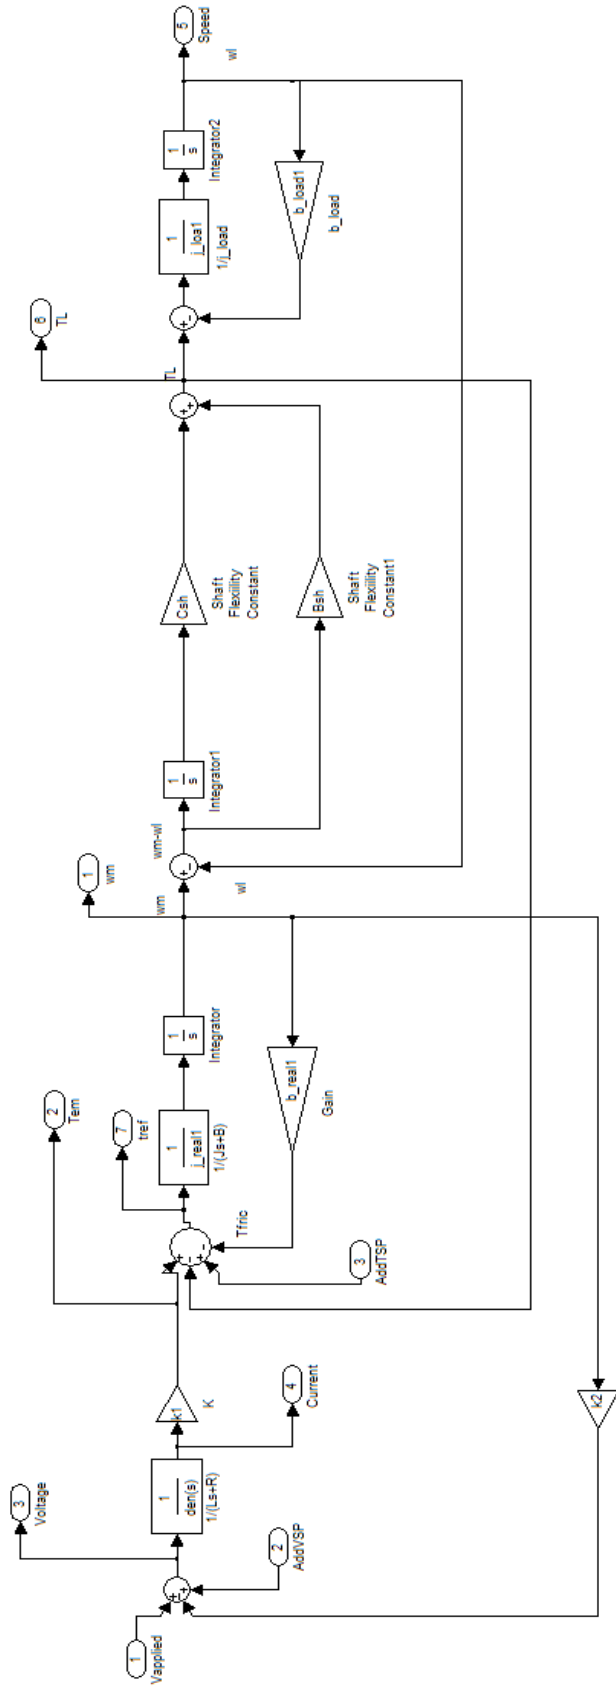 1
Vapplied
+
-
+
3
Voltage
2
AddVSP
1
den(s)
1/(Ls+R)
4
Current
k1
K
2
Tem
+
-
+
-
7
tref
3
AddTSP
Tfric
1
j_real1
1/(Js+B)
b_real1
Gain
1
s
Integrator
k2
wm
1
wm
+
-
wl
wm-wl
1
s
Integrator1
Csh
Shaft
Flexiility
Constant
Bsh
Shaft
Flexiility
Constant1
+
+
TL
6
TL
+
-
1
j_loa1
1/j_load
b_load1
b_load
1
s
Integrator2
5
Speed
wl